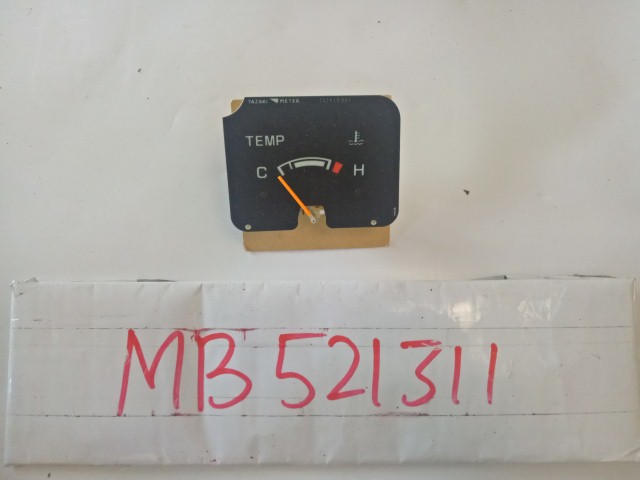 YAZAKI METER
TEMP
C H
MB521311